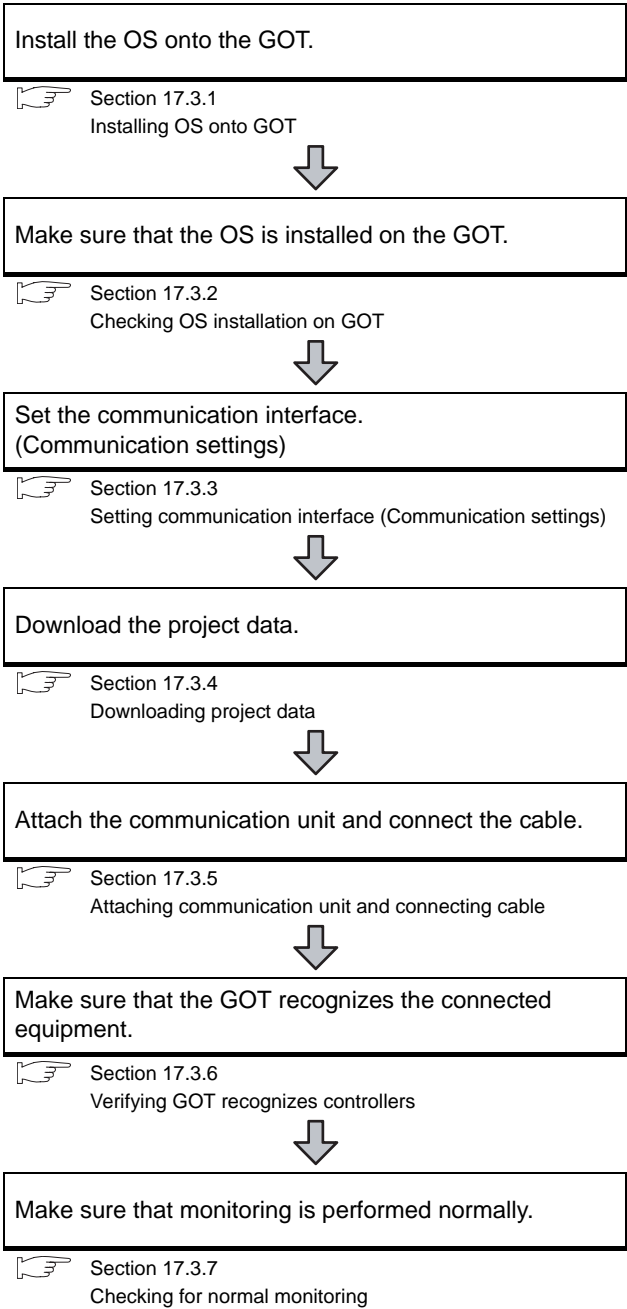 Install the OS onto the GOT.
Section 17.3.1
Installing OS onto GOT
Make sure that the OS is installed on the GOT.
Section 17.3.2
Checking OS installation on GOT
Set the communication interface.
(Communication settings)
Section 17.3.3
Setting communication interface (Communication settings)
Download the project data.
Section 17.3.4
Downloading project data
Attach the communication unit and connect the cable.
Section 17.3.5
Attaching communication unit and connecting cable
Make sure that the GOT recognizes the connected
equipment.
Section 17.3.6
Verifying GOT recognizes controllers
Make sure that monitoring is performed normally.
Section 17.3.7
Checking for normal monitoring